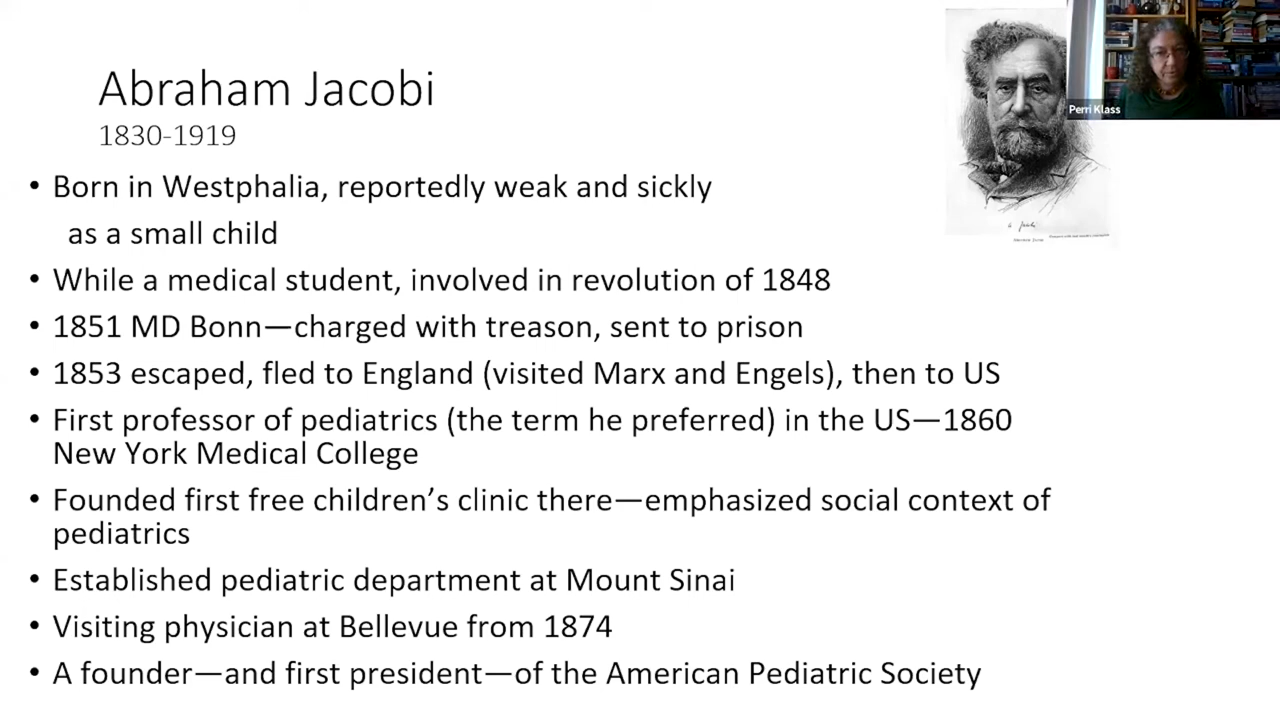 Abraham Jacobi
1830-1919
Perri Klass
• Born in Westphalia, reportedly weak and sickly
as a small child
• While a medical student, involved in revolution of 1848
• 1851 MD Bonn—charged with treason, sent to prison
• 1853 escaped, fled to England (visited Marx and Engels), then to US
• First professor of pediatrics (the term he preferred) in the US—1860
New York Medical College
• Founded first free children’s clinic there—emphasized social context of
pediatrics
• Established pediatric department at Mount Sinai
• Visiting physician at Bellevue from 1874
• A founder—and first president—of the American Pediatric Society